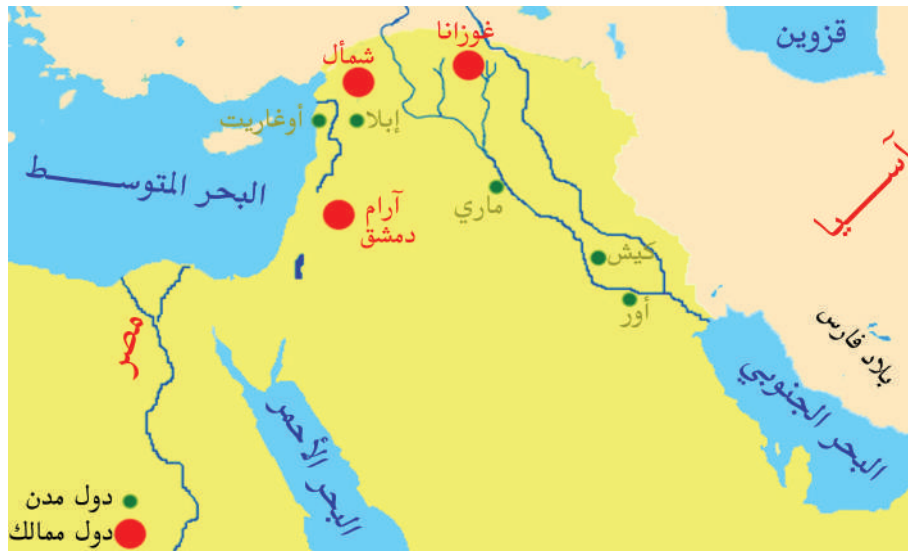 قزوين
غوزانا
شمأل
أوغاريت
إبلا
البحر المتوسط
آسيا
آرام
دمشق
ماري
كيش
أور
مصر
بلاد فارس
البحر الجنوبي
البحر الأحمر
دول مدن
دول ممالك